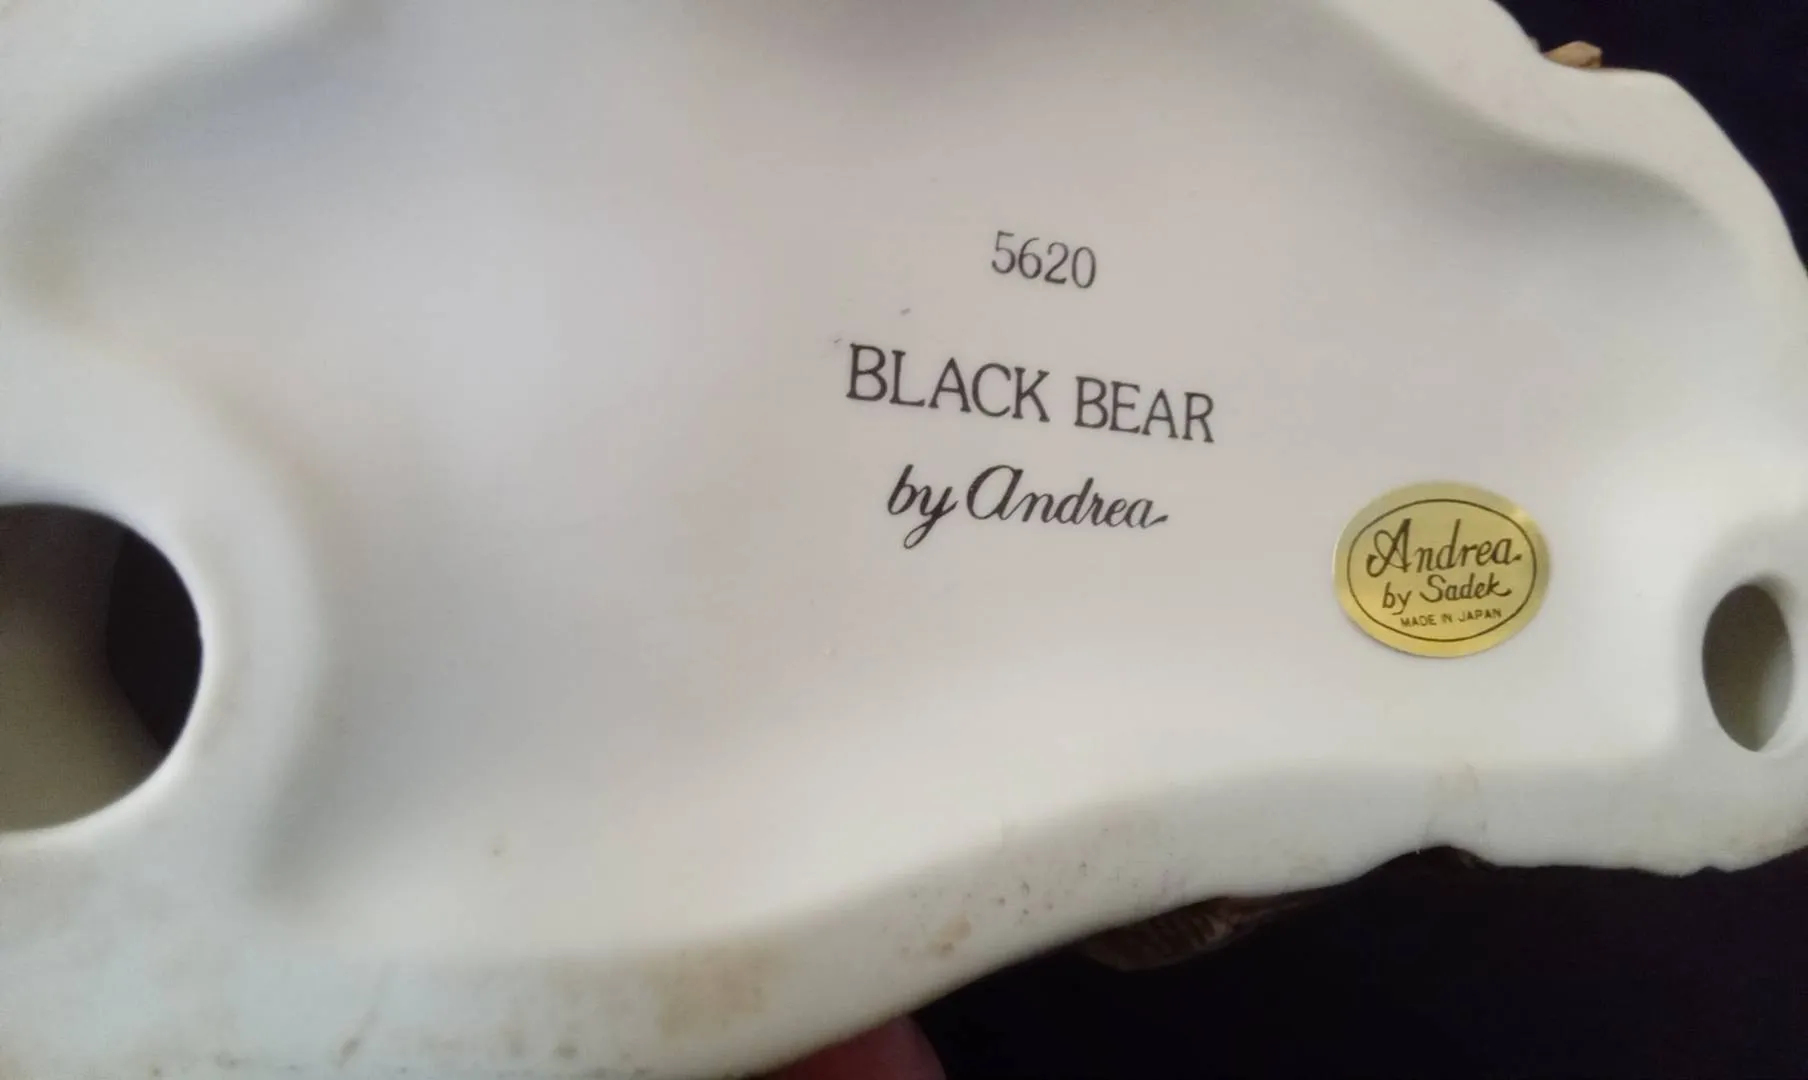 5620
BLACK BEAR
by Andrea
Andrea
by Sadek
MADE IN JAPAN